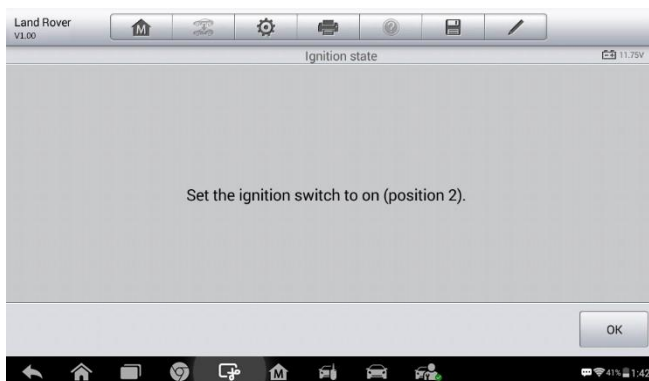 Land Rover
V1.00
M
?
Ignition state
11.75V
Set the ignition switch to on (position 2).
OK
M
41%
1:42